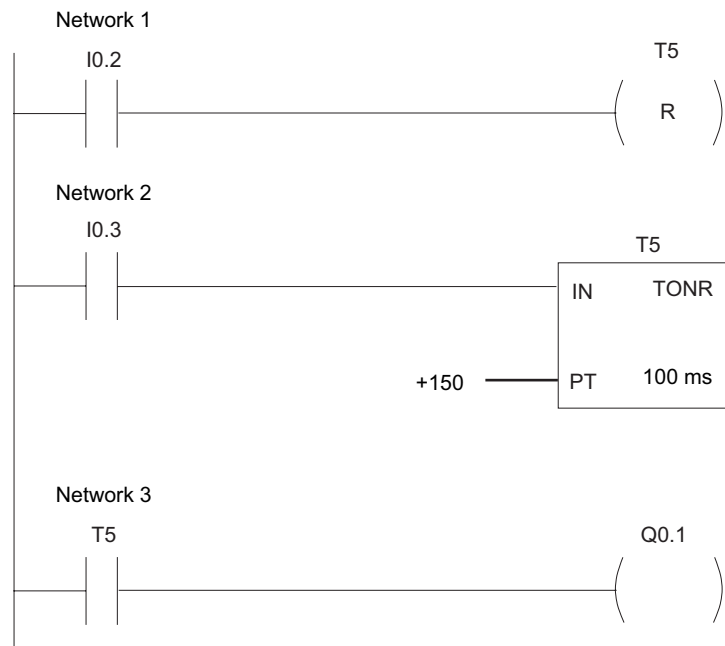 Network 1
I0.2
T5
R
Network 2
I0.3
T5
IN TONR
+150 PT 100 ms
Network 3
T5
Q0.1